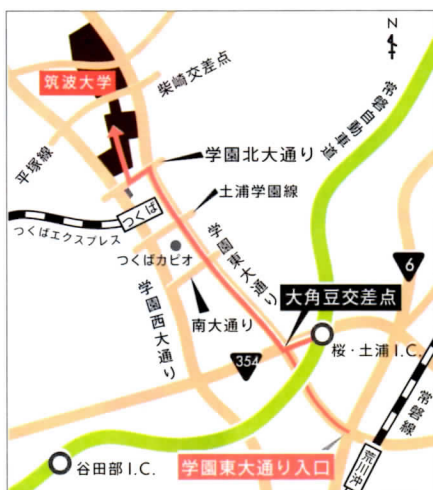 N
筑波大学
柴崎交差点
常磐自動車道
平塚線
学園北大通り
土浦学園線
つくば
つくばエクスプレス
つくばカピオ
学園東大通り
大角豆交差点
6
南大通り
学園西大通り
354
桜・土浦I.C.
常磐線
谷田部I.C.
学園東大通り入口
荒川沖